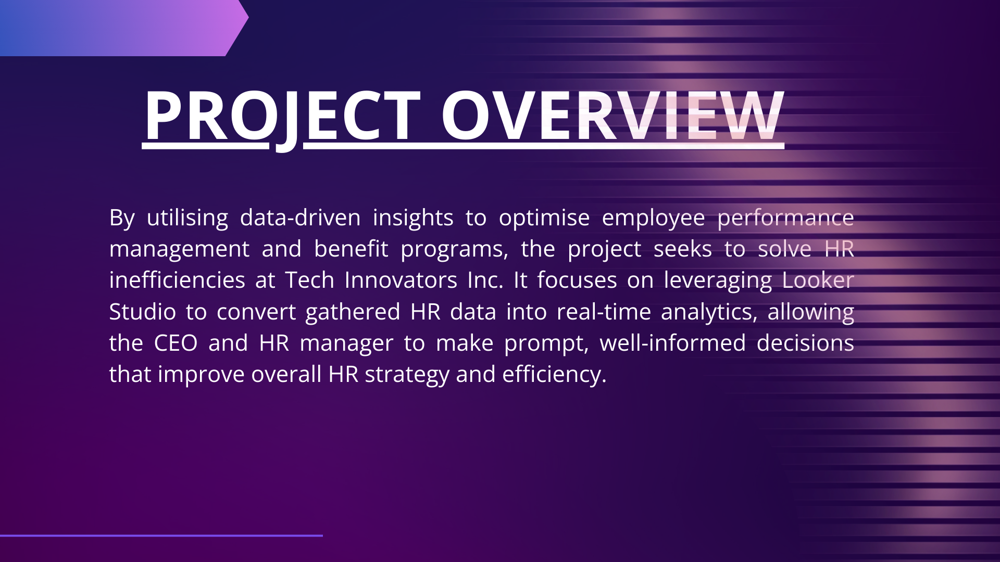 PROJECT OVERVIEW
By utilising data-driven insights to optimise employee performance
management and benefit programs, the project seeks to solve HR
inefficiencies at Tech Innovators Inc. It focuses on leveraging Looker
Studio to convert gathered HR data into real-time analytics, allowing
the CEO and HR manager to make prompt, well-informed decisions
that improve overall HR strategy and efficiency.